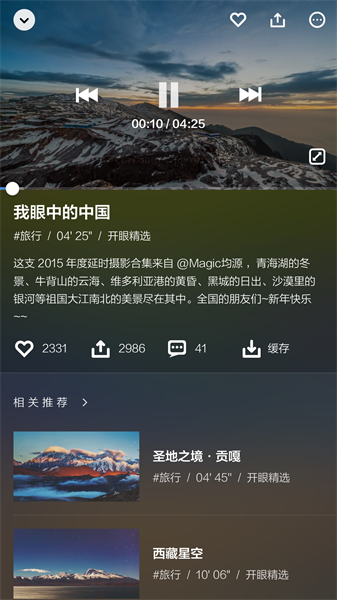 00:10 / 04:25
我眼中的中国
#旅行 / 04' 25" / 开眼精选
这支 2015 年度延时摄影合集来自 @Magic均源 ，青海湖的冬
景、牛背山的云海、维多利亚港的黄昏、黑城的日出、沙漠里的
银河等祖国大江南北的美景尽在其中。全国的朋友们~新年快乐
~~
2331
2986
41
缓存
相关推荐
圣地之境·贡嘎
#旅行 / 04' 45" / 开眼精选
西藏星空
#旅行 / 10' 06" / 开眼精选